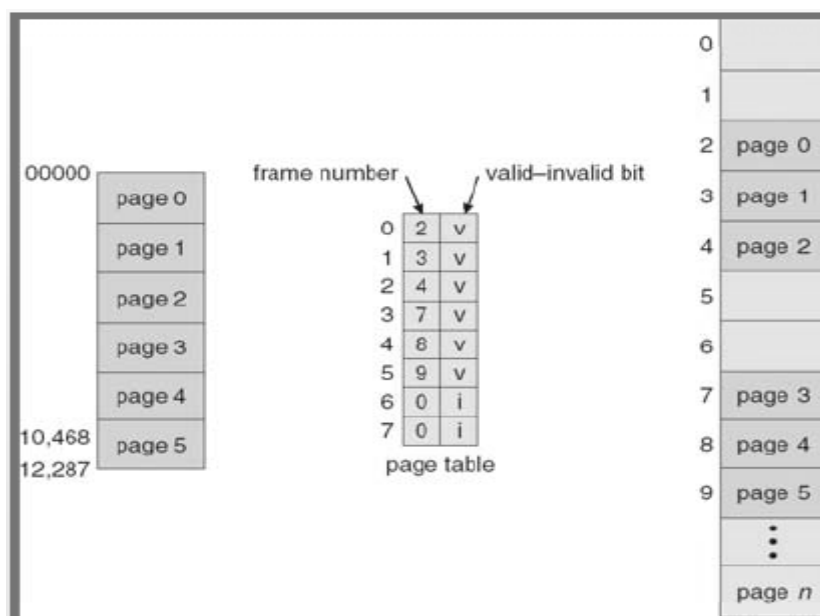 00000
page 0
page 1
page 2
page 3
page 4
10,468
page 5
12,287
frame number
valid–invalid bit
0 2 v
1 3 v
2 4 v
3 7 v
4 8 v
5 9 v
6 0 i
7 0 i
page table
0
1
2 page 0
3 page 1
4 page 2
5
6
7 page 3
8 page 4
9 page 5
page n